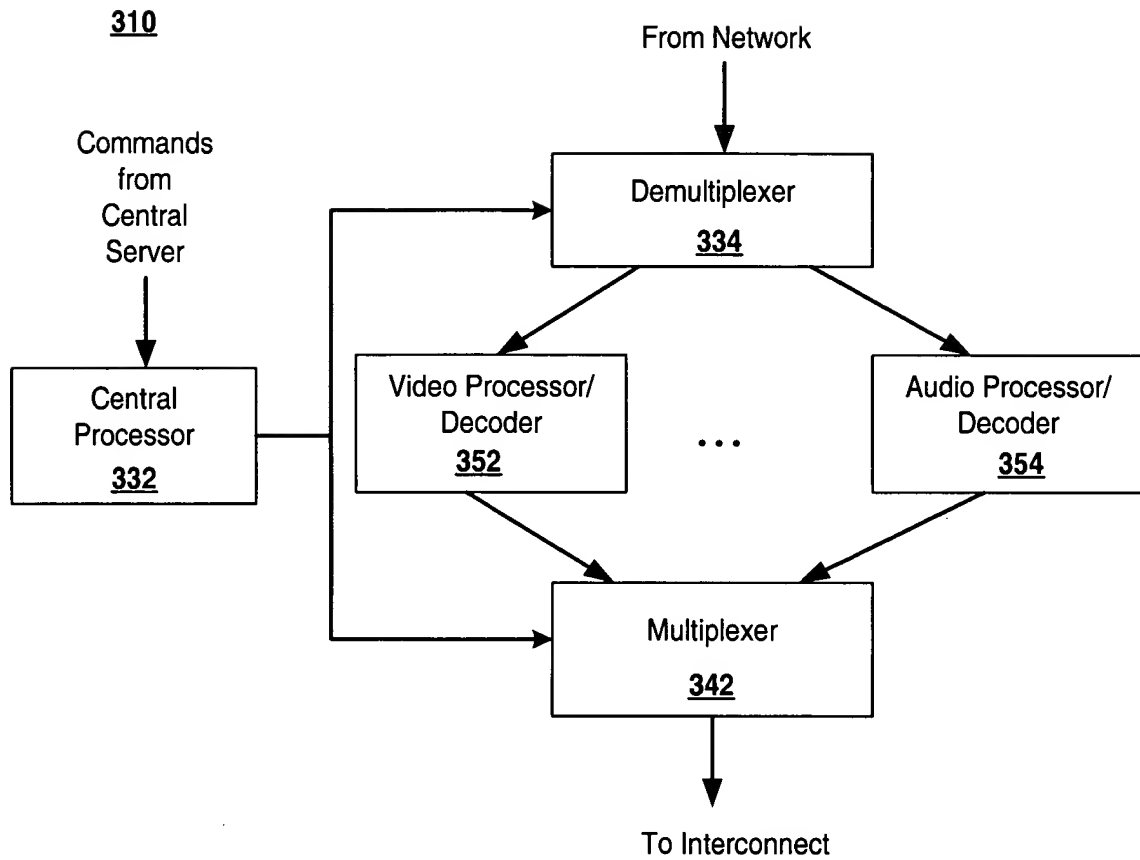 310
From Network
Commands
from
Central
Server
Demultiplexer
334
Central
Processor
332
Video Processor/
Decoder
352
...
Audio Processor/
Decoder
354
Multiplexer
342
To Interconnect